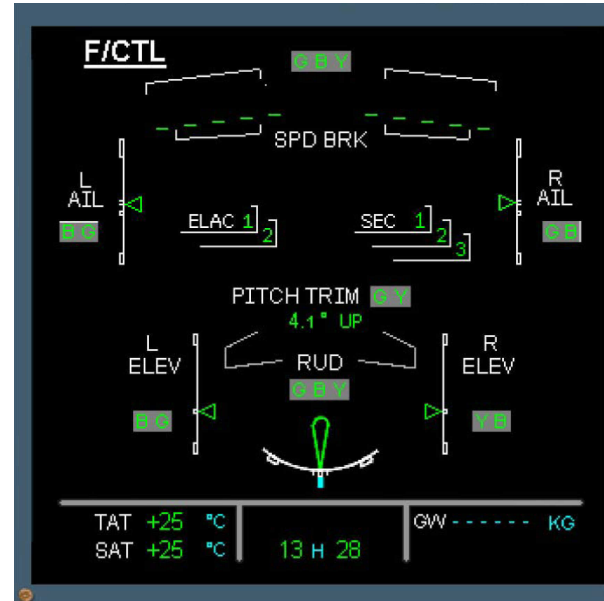 F/CTL
G B Y
SPD BRK
L AIL
B G
R AIL
G B
ELAC 1 2
SEC 1 2 3
PITCH TRIM G Y
4.1° UP
L ELEV
B G
RUD
G B Y
R ELEV
Y B
TAT +25 °C
SAT +25 °C
13 H 28
GW ------ KG